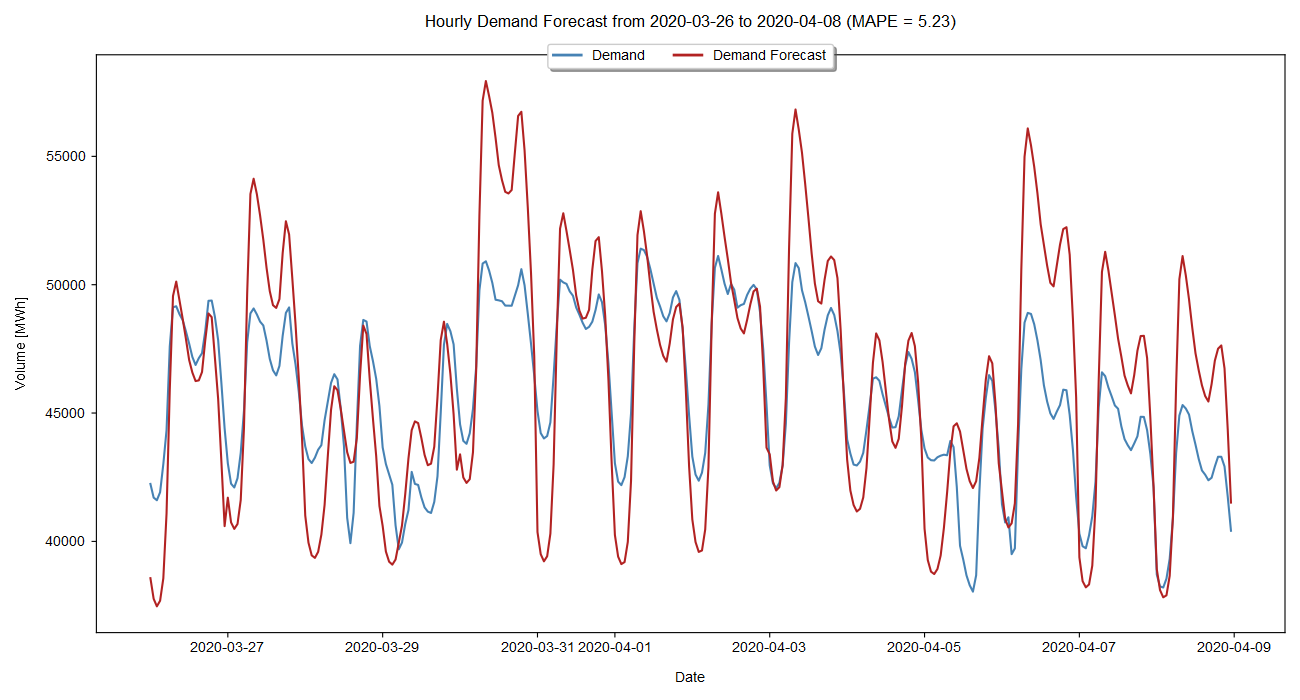 Hourly Demand Forecast from 2020-03-26 to 2020-04-08 (MAPE = 5.23)
Demand
Demand Forecast
Volume [MWh]
55000
50000
45000
40000
2020-03-27
2020-03-29
2020-03-31
2020-04-01
2020-04-03
2020-04-05
2020-04-07
2020-04-09
Date